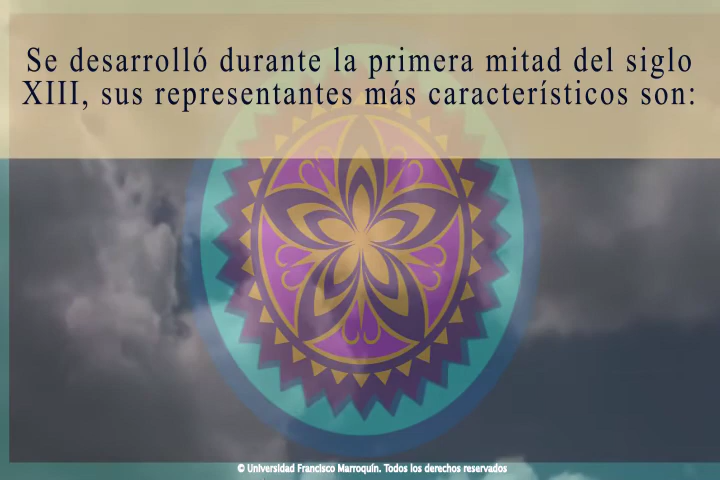 Se desarrolló durante la primera mitad del siglo
XIII, sus representantes más característicos son:
© Universidad Francisco Marroquín. Todos los derechos reservados